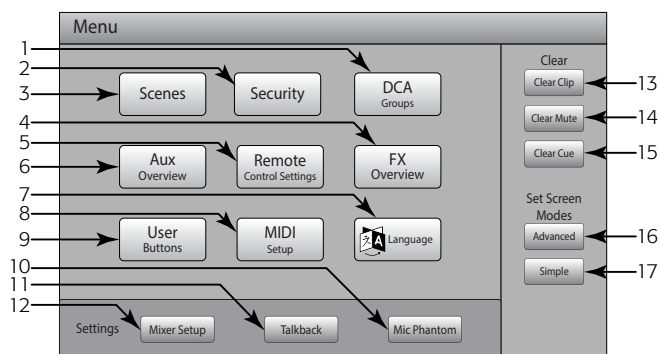 Menu
1
2
3
Scenes
Security
DCA
Groups
4
5
6
Aux
Overview
Remote
Control Settings
FX
Overview
7
8
9
User
Buttons
MIDI
Setup
Language
10
11
12
Settings
Mixer Setup
Talkback
Mic Phantom
Clear
Clear Clip
13
Clear Mute
14
Clear Cue
15
Set Screen
Modes
Advanced
16
Simple
17